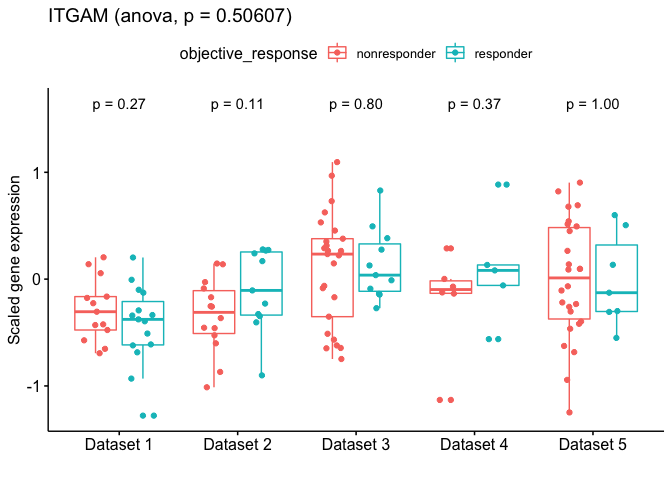 ITGAM (anova, p = 0.50607)
objective_response nonresponder responder
p = 0.27 p = 0.11 p = 0.80 p = 0.37 p = 1.00
Scaled gene expression
1
0
-1
Dataset 1 Dataset 2 Dataset 3 Dataset 4 Dataset 5